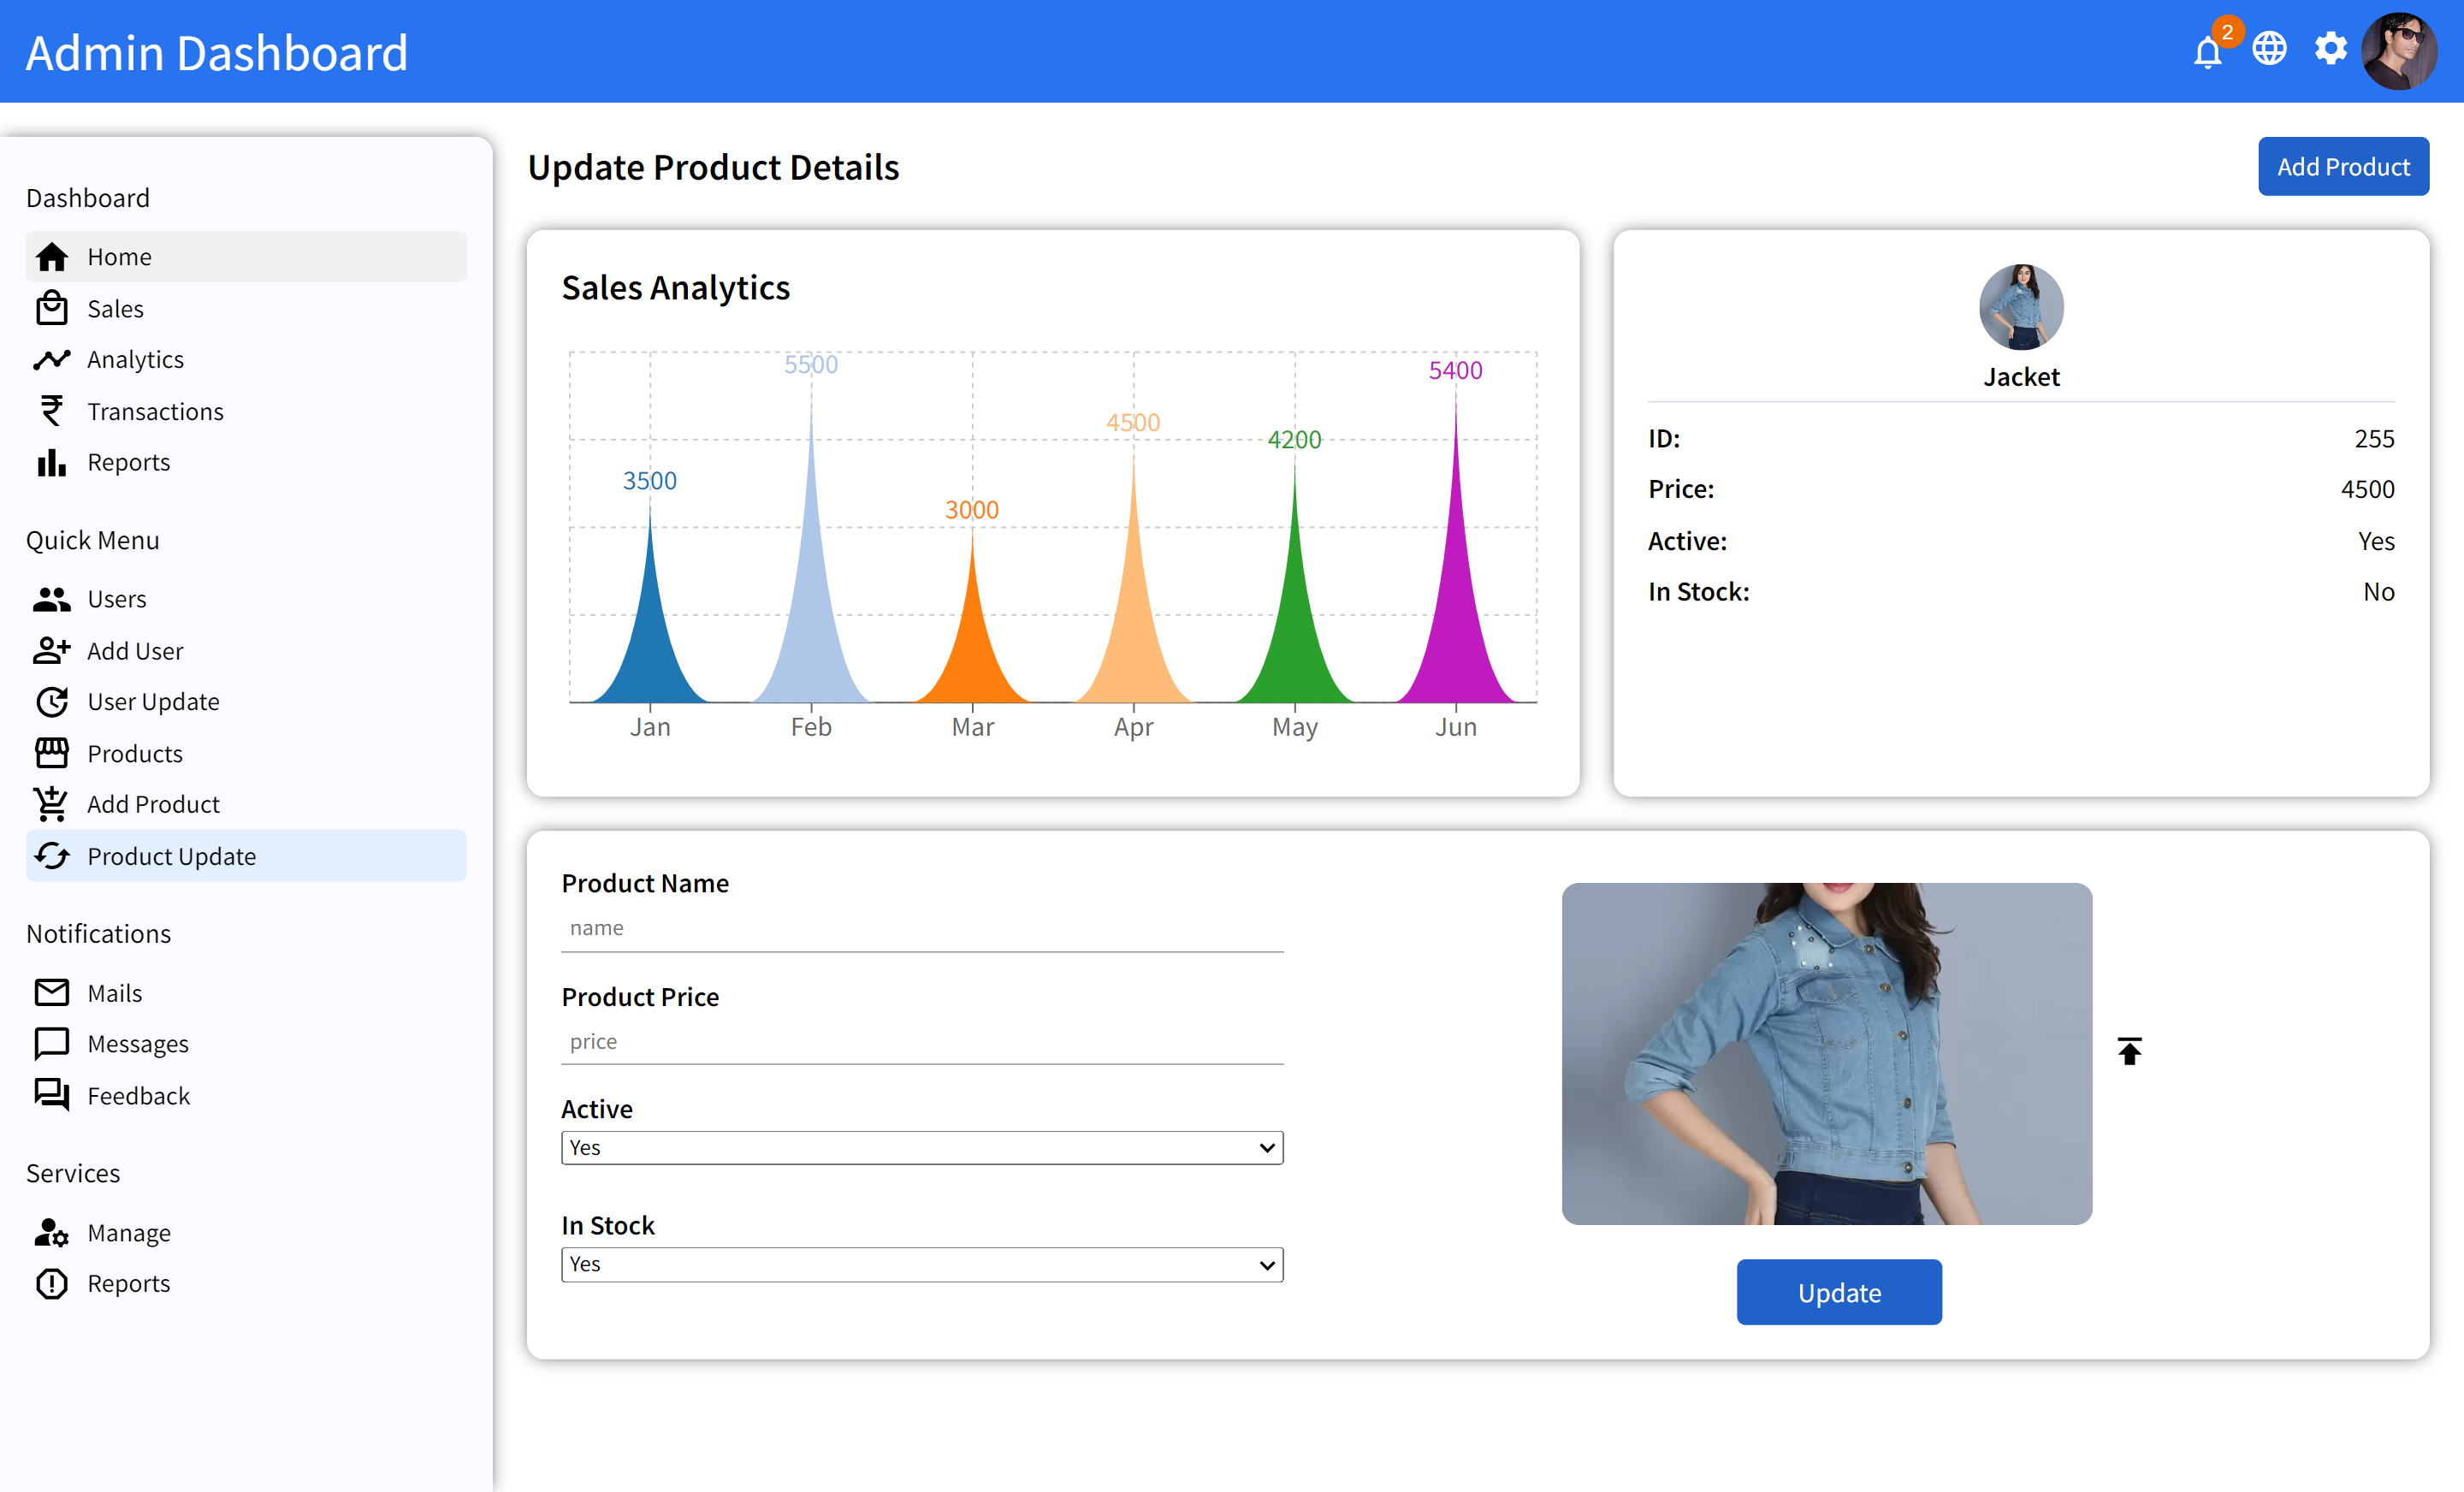 Admin Dashboard
2
Dashboard
Home
Sales
Analytics
Transactions
Reports
Quick Menu
Users
Add User
User Update
Products
Add Product
Product Update
Notifications
Mails
Messages
Feedback
Services
Manage
Reports
Update Product Details
Add Product
Sales Analytics
3500
5500
3000
4500
4200
5400
Jan Feb Mar Apr May Jun
Jacket
ID: 255
Price: 4500
Active: Yes
In Stock: No
Product Name
name
Product Price
price
Active
Yes
In Stock
Yes
Update